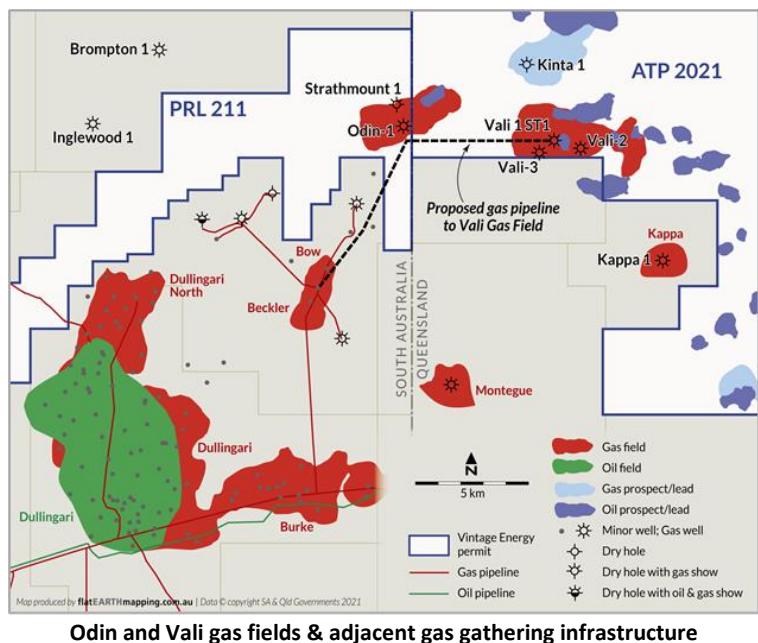 Brompton 1
Inglewood 1
PRL 211
Strathmount 1
Odin-1
Kinta 1
ATP 2021
Vali 1 ST1
Vali-2
Vali-3
Proposed gas pipeline
to Vali Gas Field
Kappa
Kappa 1
Bow
Beckler
Dullingari
North
SOUTH AUSTRALIA
QUEENSLAND
Montegue
Dullingari
Dullingari
Burke
N
5 km
Vintage Energy
permit
Gas pipeline
Oil pipeline
Gas field
Oil field
Gas prospect/lead
Oil prospect/lead
Minor well; Gas well
Dry hole
Dry hole with gas show
Dry hole with oil & gas show
Map produced by flatEARTHmapping.com.au | Data © copyright SA & Qld Governments 2021
Odin and Vali gas fields & adjacent gas gathering infrastructure